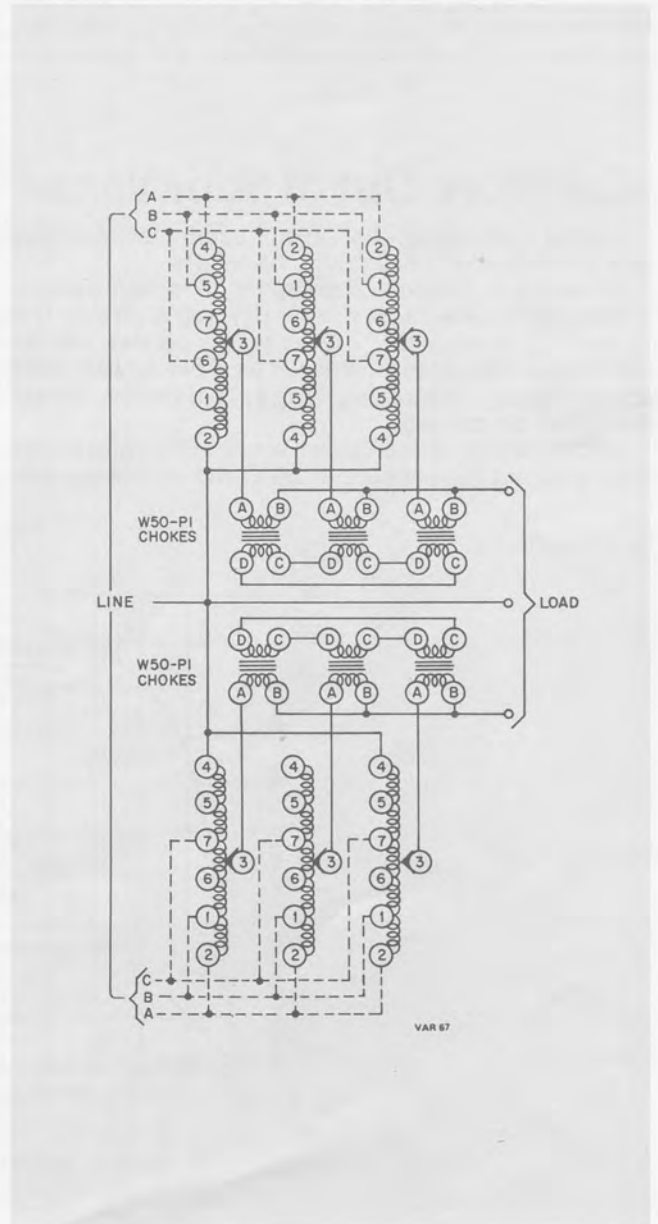 A
B
C
4 2 2
5 1 1
7 6 6
3 3 3
6 7 7
1 5 5
2 4 4
A B A B A B
W50-P1
CHOKES
D C D C D C
LINE
LOAD
D C D C D C
W50-P1
CHOKES
A B A B A B
4 4 4
5 5 5
7 7 7
3 3 3
6 6 6
1 1 1
2 2 2
C
B
A
VAR 67